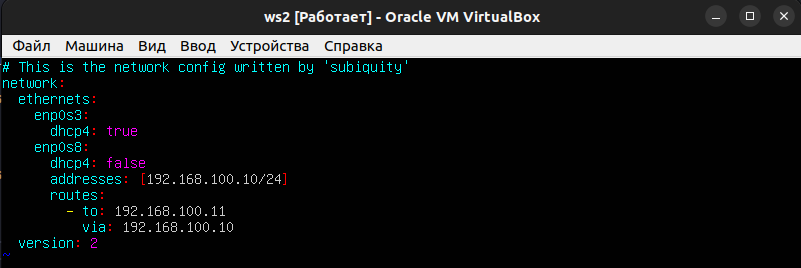 ws2 [Работает] - Oracle VM VirtualBox
Файл Машина Вид Ввод Устройства Справка
# This is the network config written by 'subiquity'
network:
  ethernets:
    enp0s3:
      dhcp4: true
    enp0s8:
      dhcp4: false
      addresses: [192.168.100.10/24]
      routes:
        - to: 192.168.100.11
          via: 192.168.100.10
  version: 2
~